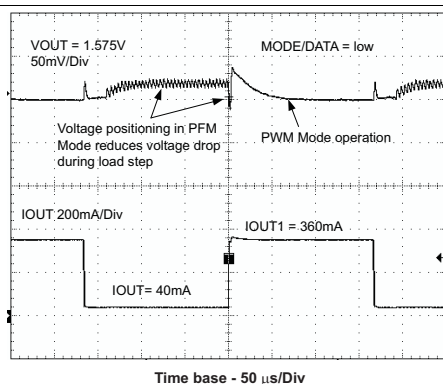 VOUT = 1.575V
50mV/Div
MODE/DATA = low
Voltage positioning in PFM
Mode reduces voltage drop
during load step
PWM Mode operation
IOUT 200mA/Div
IOUT1 = 360mA
IOUT= 40mA
Time base - 50 μs/Div